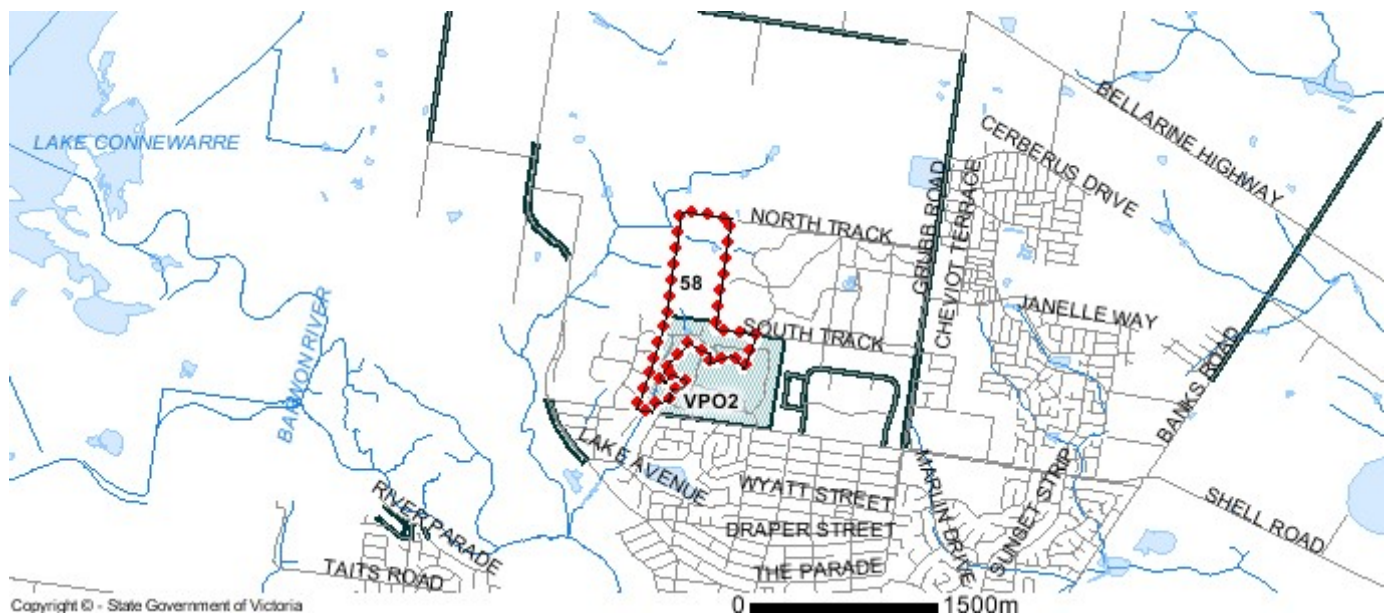 BELLARINE HIGHWAY
CERBERUS DRIVE
LAKE CONNEWARRE
GRUBB ROAD
CHEVIOT TERRACE
NORTH TRACK
58
JANELLE WAY
SOUTH TRACK
BARWON RIVER
BANKS ROAD
VPO2
LAKE AVENUE
MARLIN DRIVE
SUNSET STRIP
WYATT STREET
RIVER PARADE
SHELL ROAD
DRAPER STREET
TAITS ROAD
THE PARADE
Copyright © - State Government of Victoria
0 1500m